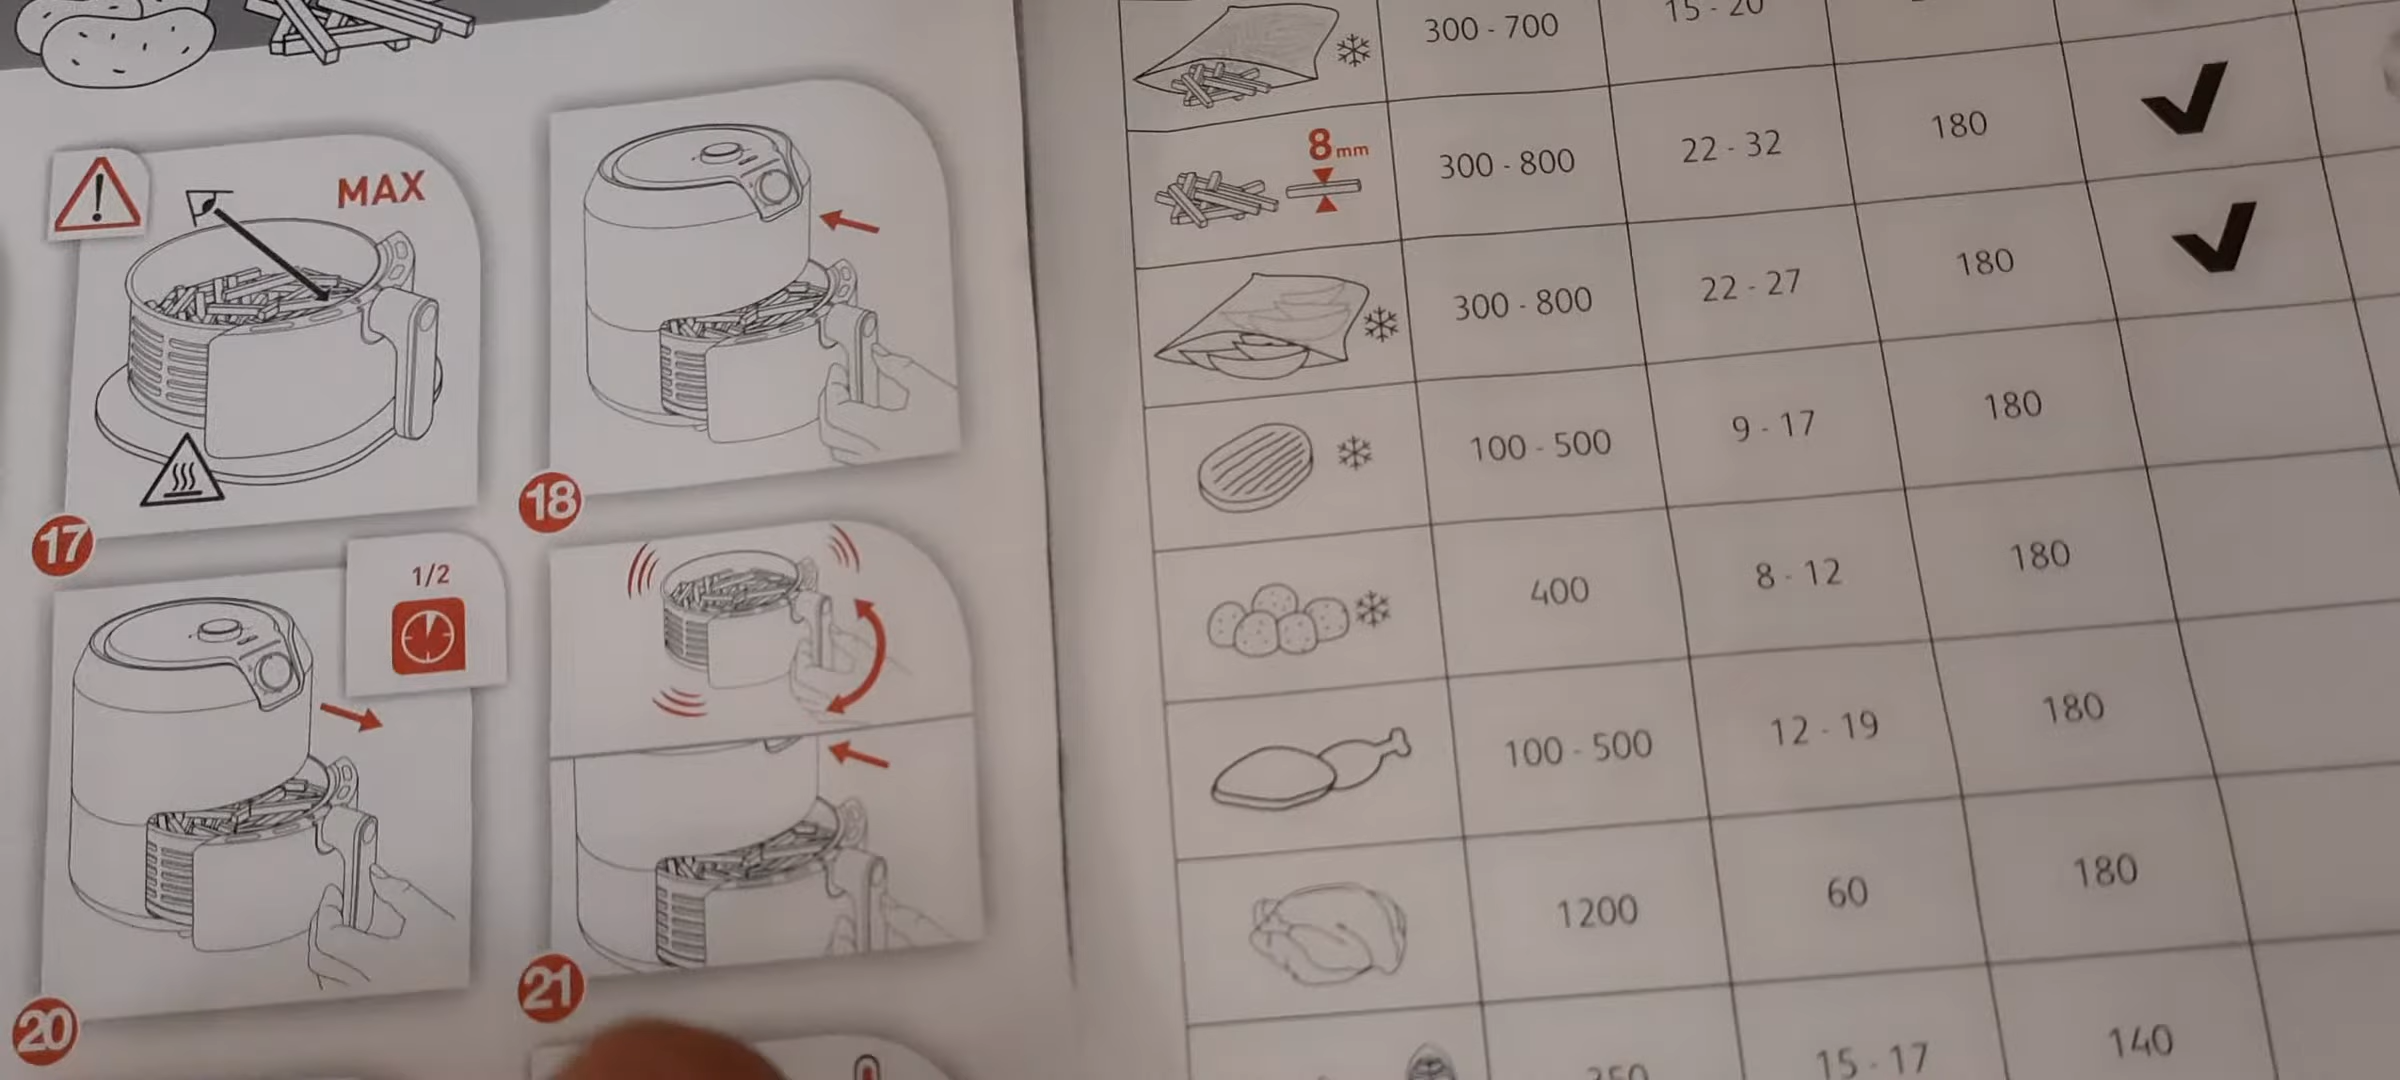 MAX
17
18
1/2
20
21
300 - 700 15 - 20
8 mm 300 - 800 22 - 32 180
300 - 800 22 - 27 180
100 - 500 9 - 17 180
400 8 - 12 180
100 - 500 12 - 19 180
1200 60 180
15 - 17 140